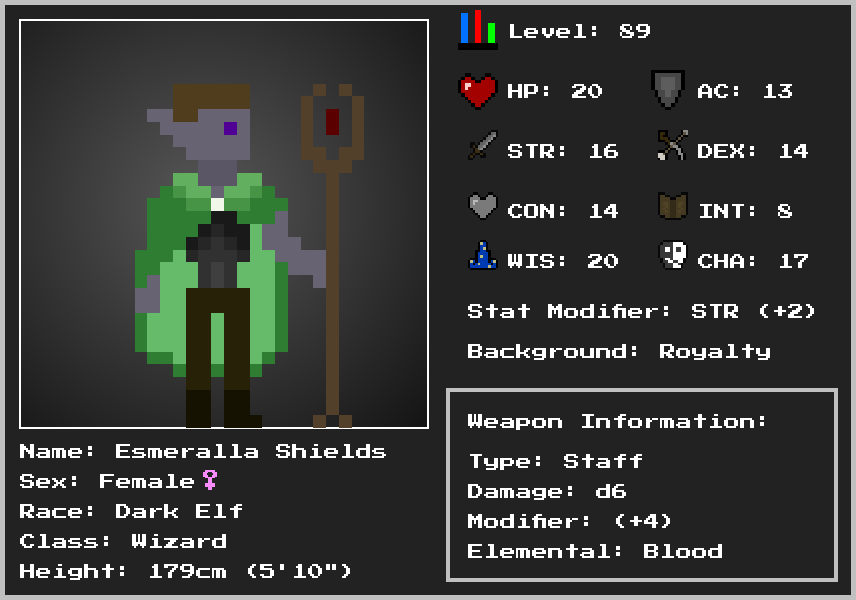 Level: 89
HP: 20 AC: 13
STR: 16 DEX: 14
CON: 14 INT: 8
WIS: 20 CHA: 17
Stat Modifier: STR (+2)
Background: Royalty
Name: Esmeralla Shields
Sex: Female♀
Race: Dark Elf
Class: Wizard
Height: 179cm (5'10")
Weapon Information:
Type: Staff
Damage: d6
Modifier: (+4)
Elemental: Blood